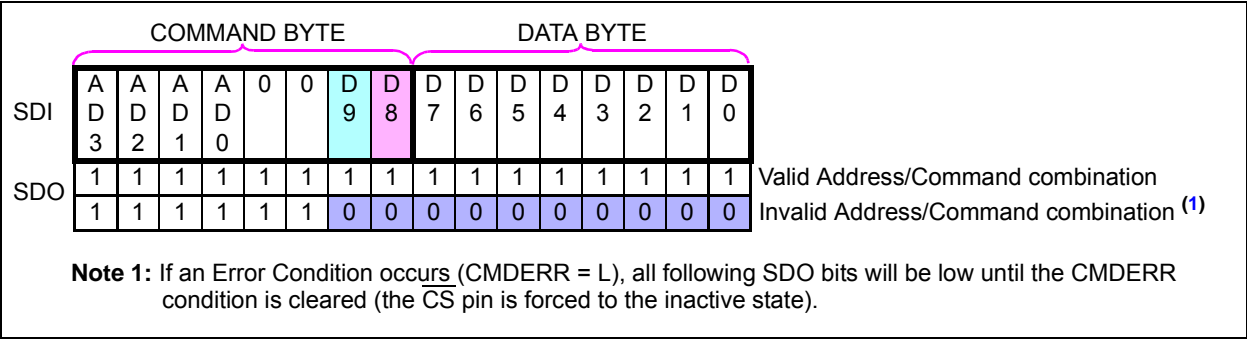 COMMAND BYTE DATA BYTE
SDI A D 3 A D 2 A D 1 A D 0 0 0 D 9 D 8 D 7 D 6 D 5 D 4 D 3 D 2 D 1 D 0
SDO 1 1 1 1 1 1 1 1 1 1 1 1 1 1 1 1 Valid Address/Command combination
1 1 1 1 1 1 0 0 0 0 0 0 0 0 0 0 Invalid Address/Command combination (1)
Note 1: If an Error Condition occurs (CMDERR = L), all following SDO bits will be low until the CMDERR
condition is cleared (the CS pin is forced to the inactive state).